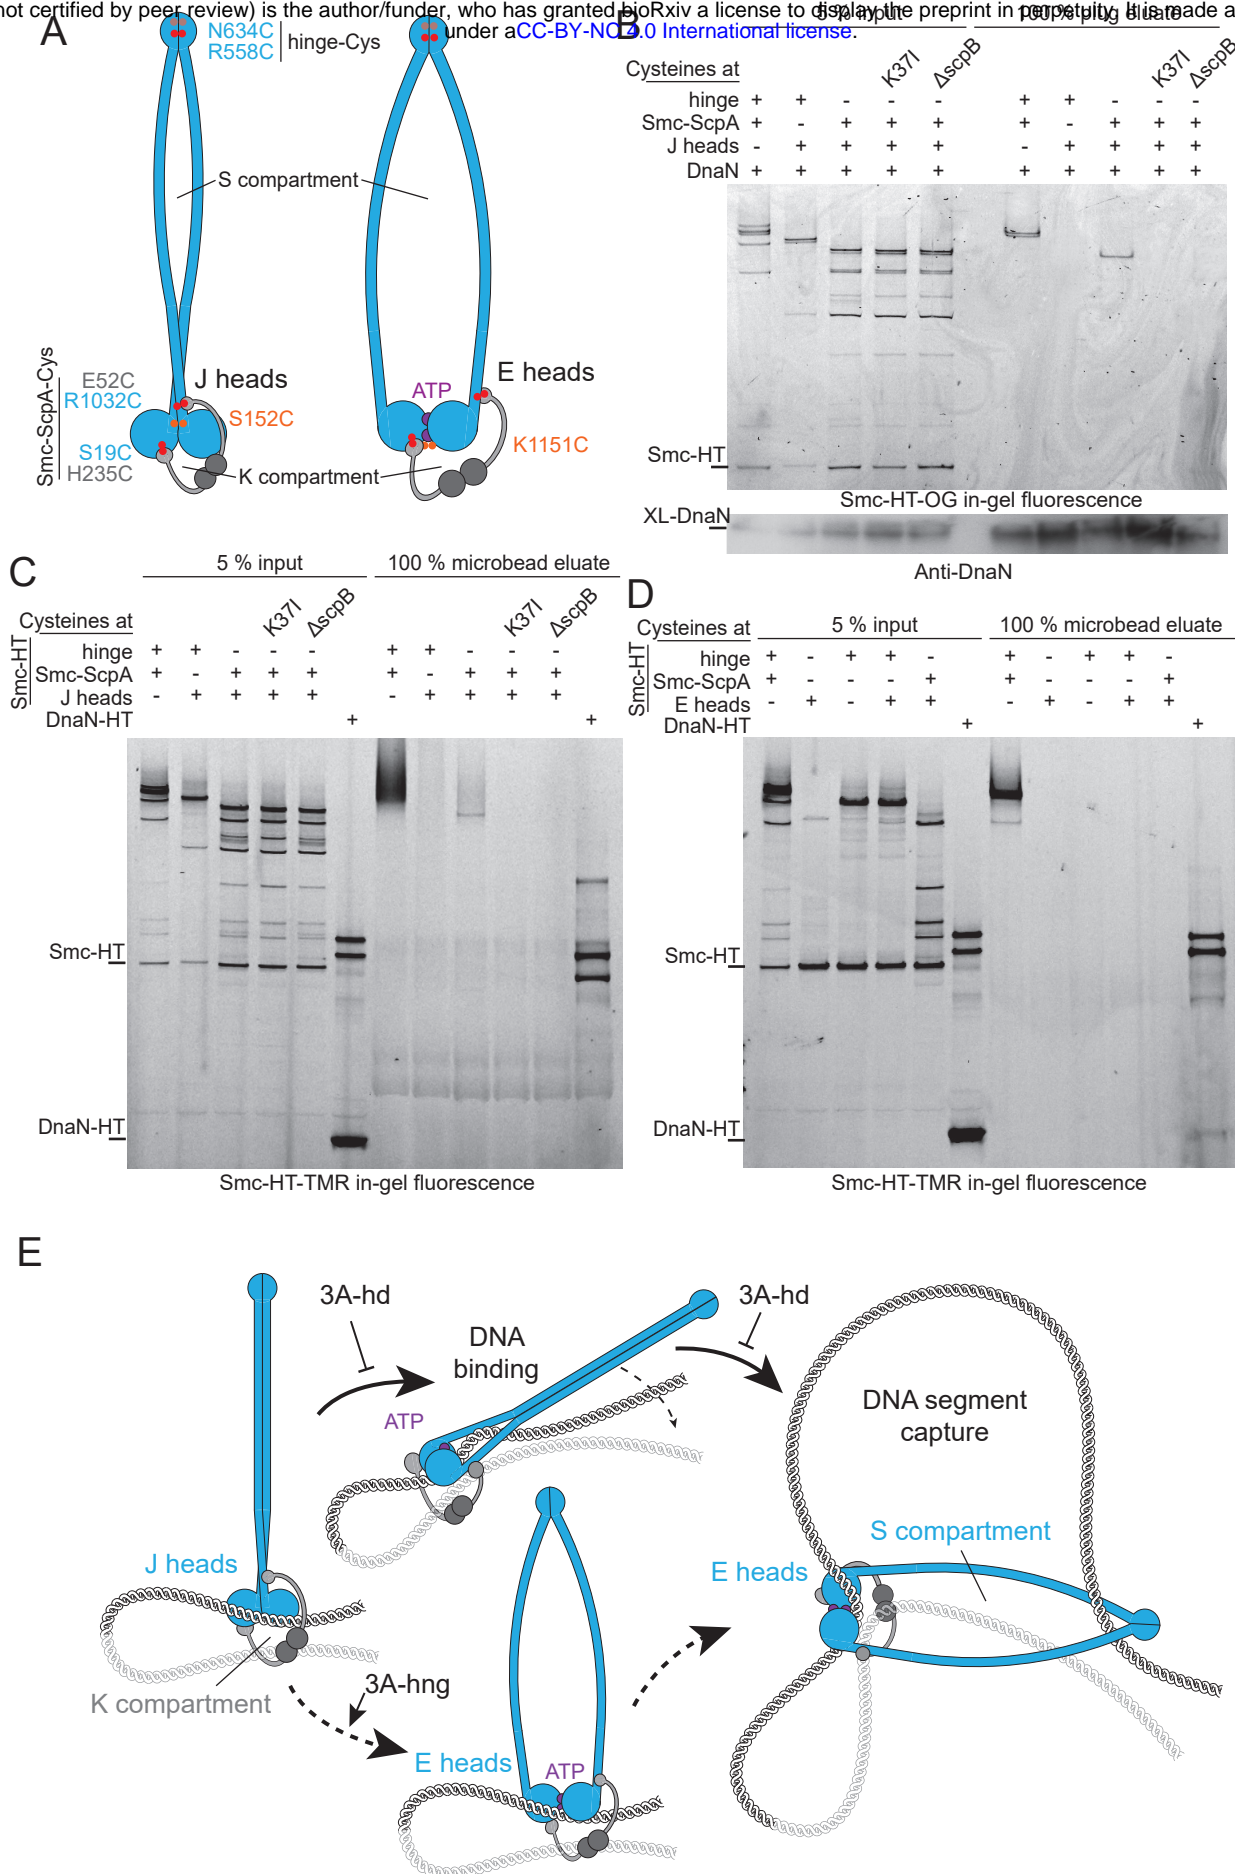 not certified by peer review) is the author/funder, who has granted bioRxiv a license to display the preprint in perpetuity. It is made a
under aCC-BY-NC 4.0 International license.
A
N634C
R558C
hinge-Cys
S compartment
Smc-ScpA-Cys
E52C
R1032C
J heads
S152C
S19C
H235C
K compartment
ATP
E heads
K1151C
B
5 % input
100 % plug eluate
Cysteines at
K37I
ΔscpB
K37I
ΔscpB
hinge + + - - - + + - - -
Smc-ScpA + - + + + + - + + +
J heads - + + + + - + + + +
DnaN + + + + + + + + + +
Smc-HT
Smc-HT-OG in-gel fluorescence
XL-DnaN
Anti-DnaN
C
5 % input
100 % microbead eluate
Cysteines at
K37I
ΔscpB
K37I
ΔscpB
Smc-HT
hinge + + - - - + + - - -
Smc-ScpA + - + + + + - + + +
J heads - + + + + - + + + +
DnaN-HT + +
Smc-HT
DnaN-HT
Smc-HT-TMR in-gel fluorescence
D
Cysteines at
5 % input
100 % microbead eluate
Smc-HT
hinge + - + + - + - + + -
Smc-ScpA + - - - + + - - - +
E heads - + - + + - + - + +
DnaN-HT + +
Smc-HT
DnaN-HT
Smc-HT-TMR in-gel fluorescence
E
3A-hd
DNA
binding
ATP
3A-hd
DNA segment
capture
J heads
K compartment
3A-hng
E heads
ATP
S compartment
E heads